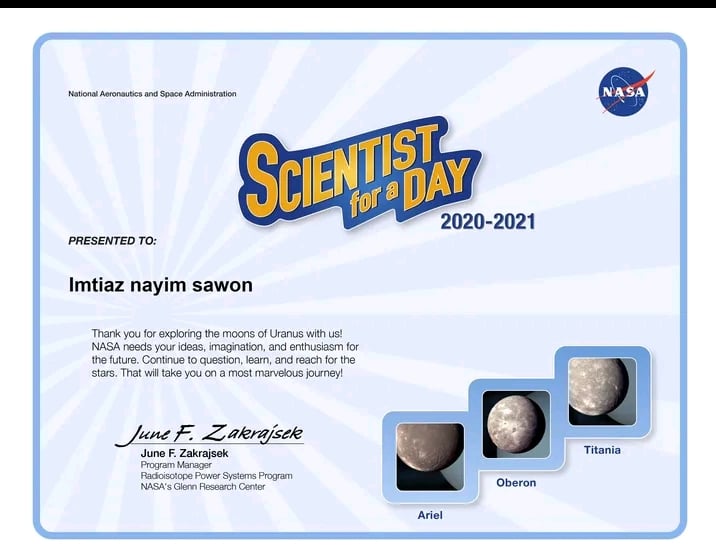 National Aeronautics and Space Administration
NASA
SCIENTIST
for a DAY
2020-2021
PRESENTED TO:
Imtiaz nayim sawon
Thank you for exploring the moons of Uranus with us!
NASA needs your ideas, imagination, and enthusiasm for
the future. Continue to question, learn, and reach for the
stars. That will take you on a most marvelous journey!
June F. Zakrajsek
June F. Zakrajsek
Program Manager
Radioisotope Power Systems Program
NASA's Glenn Research Center
Ariel
Oberon
Titania